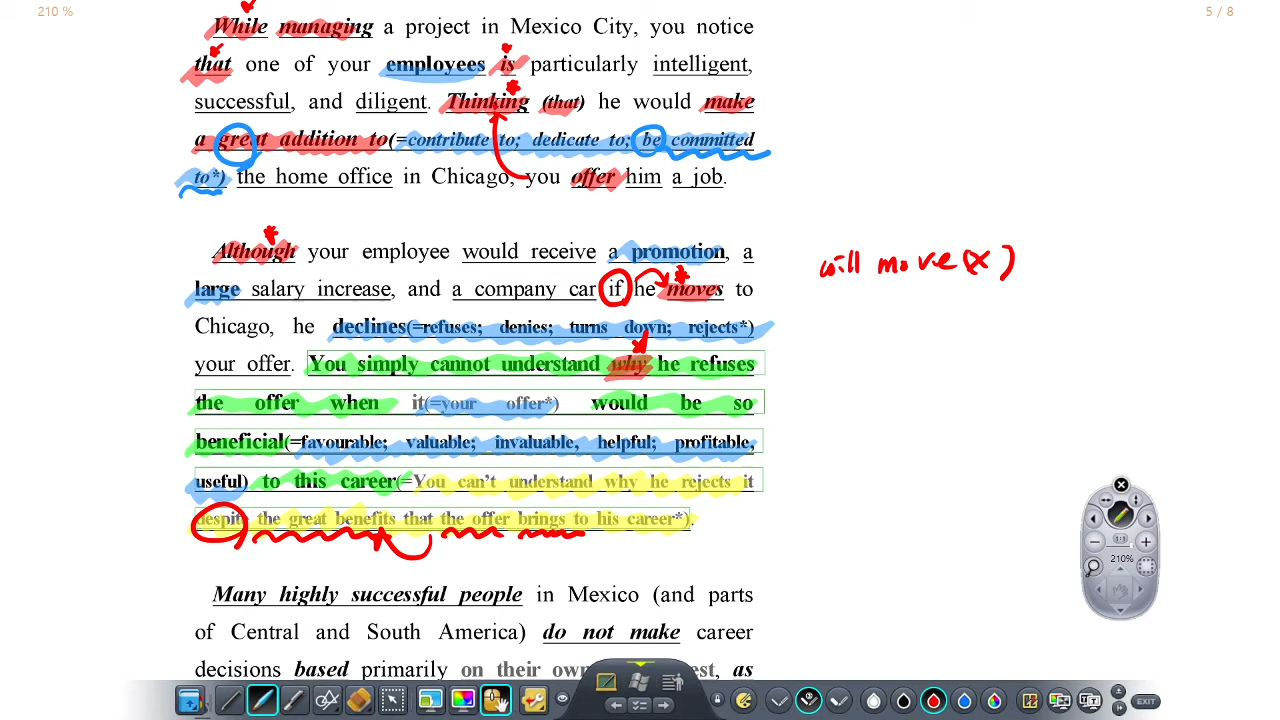 210 %
5 / 8
While managing a project in Mexico City, you notice
that one of your employees is particularly intelligent,
successful, and diligent. Thinking (that) he would make
a great addition to(=contribute to; dedicate to; be committed
to*) the home office in Chicago, you offer him a job.
Although your employee would receive a promotion, a
large salary increase, and a company car if he moves to
will move (x)
Chicago, he declines(=refuses; denies; turns down; rejects*)
your offer. You simply cannot understand why he refuses
the offer when it(=your offer*) would be so
beneficial(=favourable; valuable; invaluable, helpful; profitable,
useful) to this career(=You can't understand why he rejects it
despite the great benefits that the offer brings to his career*).
Many highly successful people in Mexico (and parts
of Central and South America) do not make career
decisions based primarily on their own as
1:1
210%
EXIT